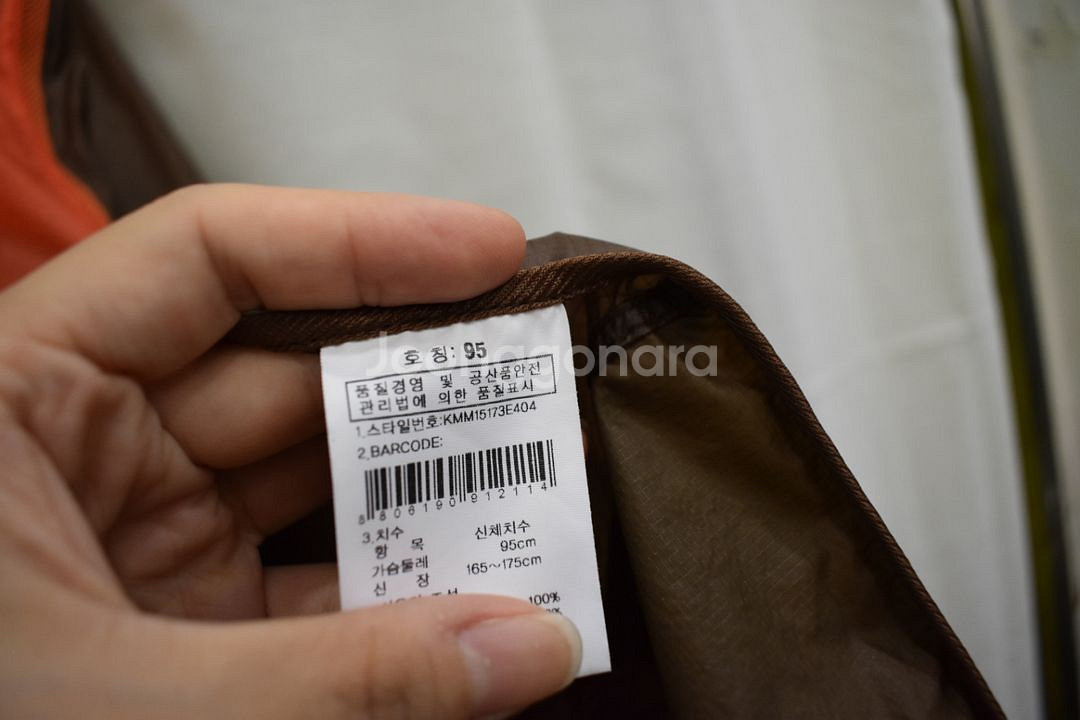 호 칭: 95
Joonggonara
품질경영 및 공산품안전
관리법에 의한 품질표시
1.스타일번호:KMM15173E404
2.BARCODE:
8806190912114
3.치수
신체치수
항 목
95cm
가슴둘레
165~175cm
신 장
100%